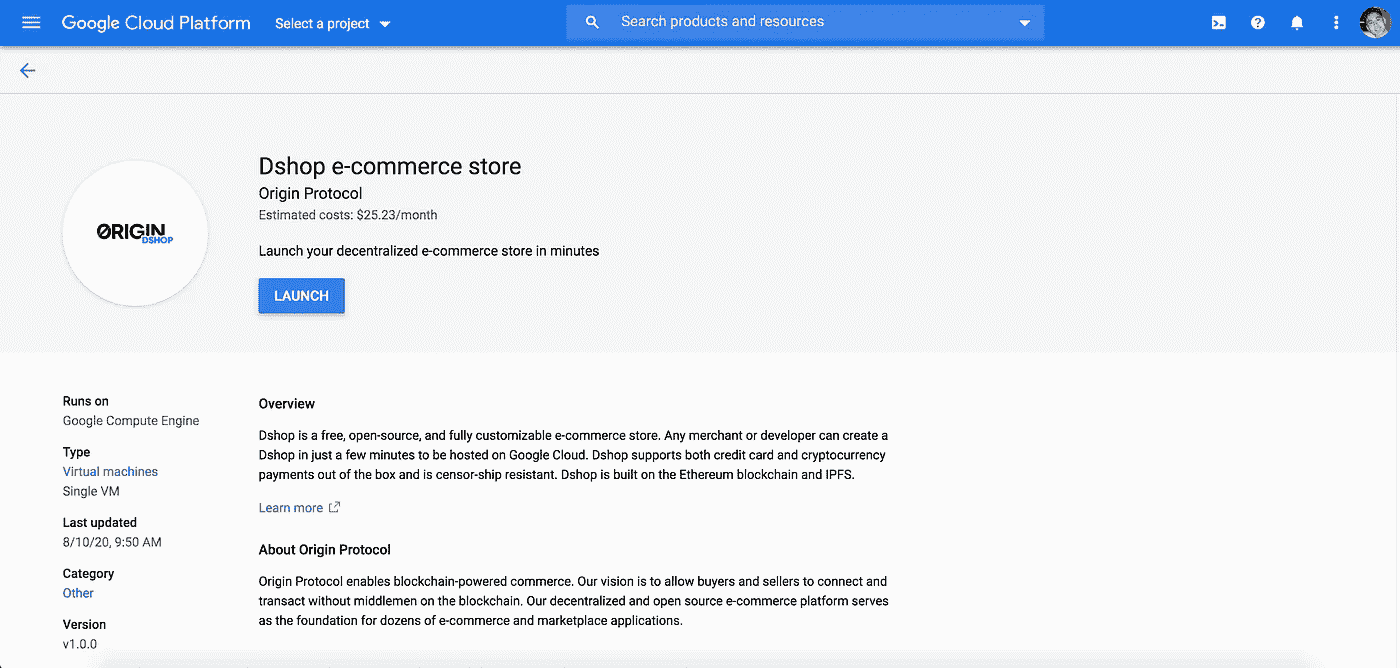 Google Cloud Platform
Select a project
Search products and resources
ØRIGIN
DSHOP
Dshop e-commerce store
Origin Protocol
Estimated costs: $25.23/month
Launch your decentralized e-commerce store in minutes
LAUNCH
Runs on
Google Compute Engine
Type
Virtual machines
Single VM
Last updated
8/10/20, 9:50 AM
Category
Other
Version
v1.0.0
Overview
Dshop is a free, open-source, and fully customizable e-commerce store. Any merchant or developer can create a
Dshop in just a few minutes to be hosted on Google Cloud. Dshop supports both credit card and cryptocurrency
payments out of the box and is censor-ship resistant. Dshop is built on the Ethereum blockchain and IPFS.
Learn more
About Origin Protocol
Origin Protocol enables blockchain-powered commerce. Our vision is to allow buyers and sellers to connect and
transact without middlemen on the blockchain. Our decentralized and open source e-commerce platform serves
as the foundation for dozens of e-commerce and marketplace applications.